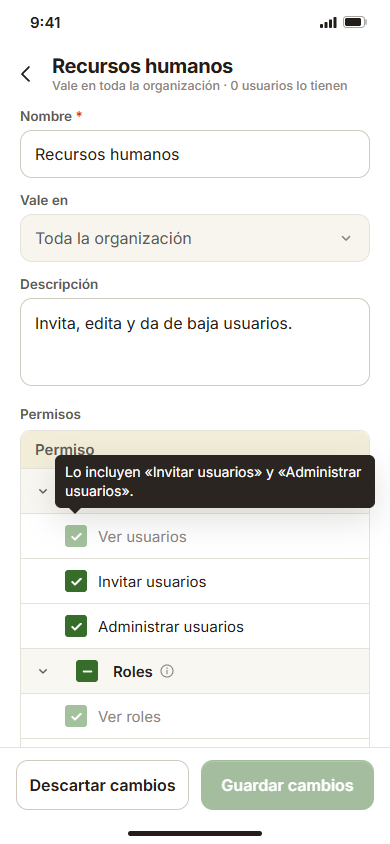 9:41
Recursos humanos
Vale en toda la organización · 0 usuarios lo tienen
Nombre *
Recursos humanos
Vale en
Toda la organización
Descripción
Invita, edita y da de baja usuarios.
Permisos
Permiso
Lo incluyen «Invitar usuarios» y «Administrar
usuarios».
Ver usuarios
Invitar usuarios
Administrar usuarios
Roles
Ver roles
Descartar cambios
Guardar cambios